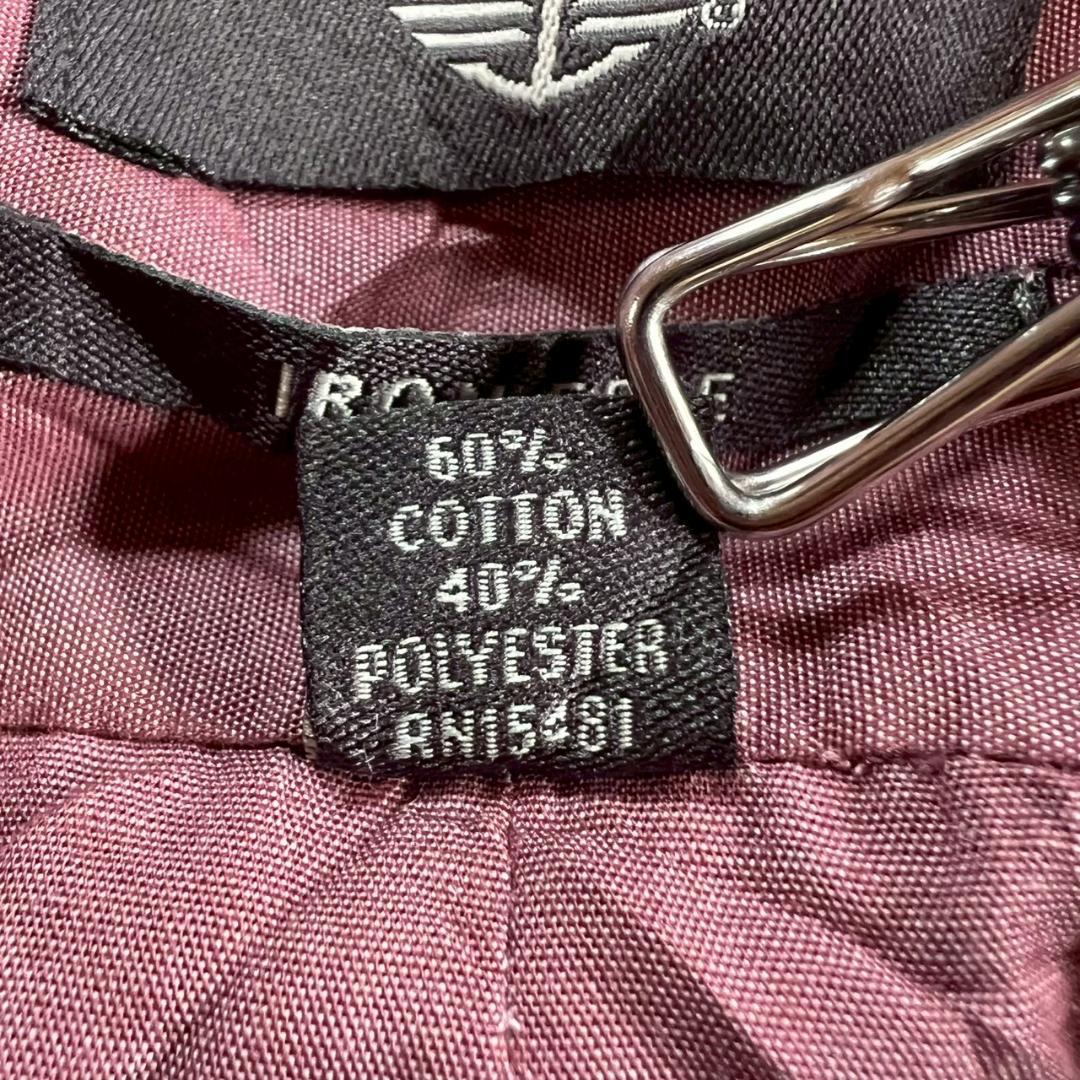 ®
60%
COTTON
40%
POLYESTER
RN15481